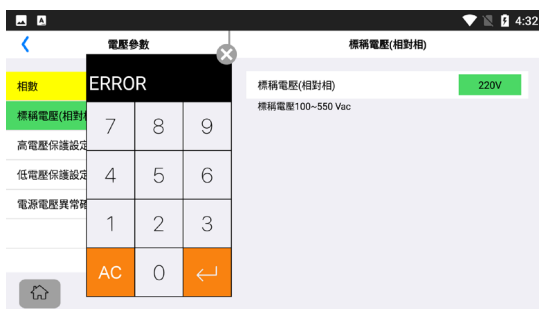 4:32
電壓參數
標稱電壓(相對相)
相數
標稱電壓(相對
高電壓保護設定
低電壓保護設定
電源電壓異常確
ERROR
7 8 9
4 5 6
1 2 3
AC 0
標稱電壓(相對相) 220V
標稱電壓100~550 Vac